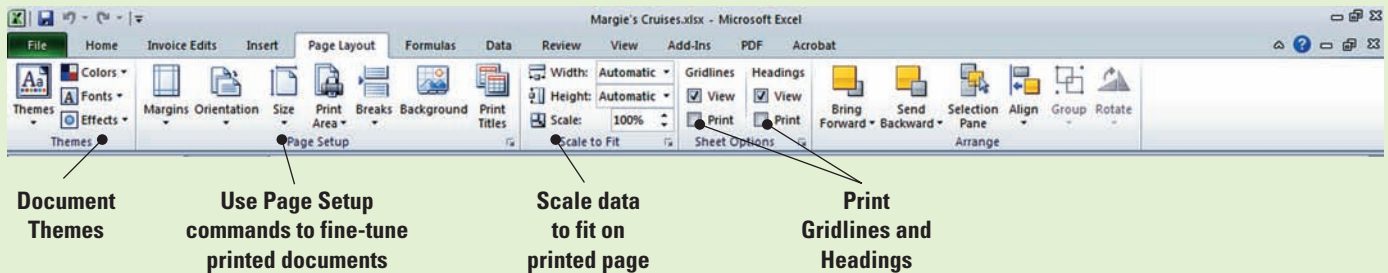 Margie's Cruises.xlsx - Microsoft Excel
File Home Invoice Edits Insert Page Layout Formulas Data Review View Add-Ins PDF Acrobat
Aa
Themes
Colors
A Fonts
Effects
Themes
Margins Orientation Size Print Area Breaks Background Print Titles
Page Setup
Width: Automatic
Height: Automatic
Scale: 100%
Scale to Fit
Gridlines Headings
View View
Print Print
Sheet Options
Bring Forward Send Backward Selection Pane Align Group Rotate
Arrange
Document
Themes
Use Page Setup
commands to fine-tune
printed documents
Scale data
to fit on
printed page
Print
Gridlines and
Headings